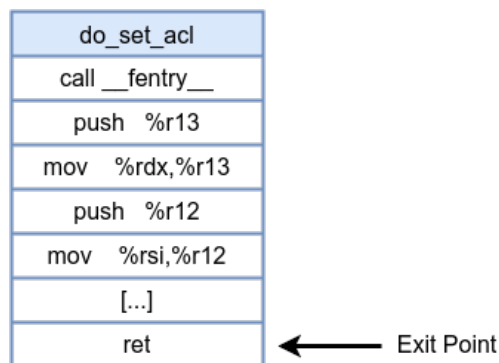 do_set_acl
call __fentry__
push %r13
mov %rdx,%r13
push %r12
mov %rsi,%r12
[...]
ret
Exit Point